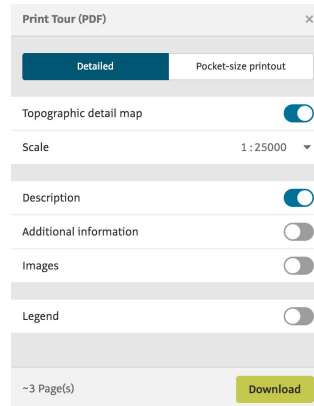 Print Tour (PDF) ×
Detailed Pocket-size printout
Topographic detail map
Scale 1 : 25000
Description
Additional information
Images
Legend
~3 Page(s) Download